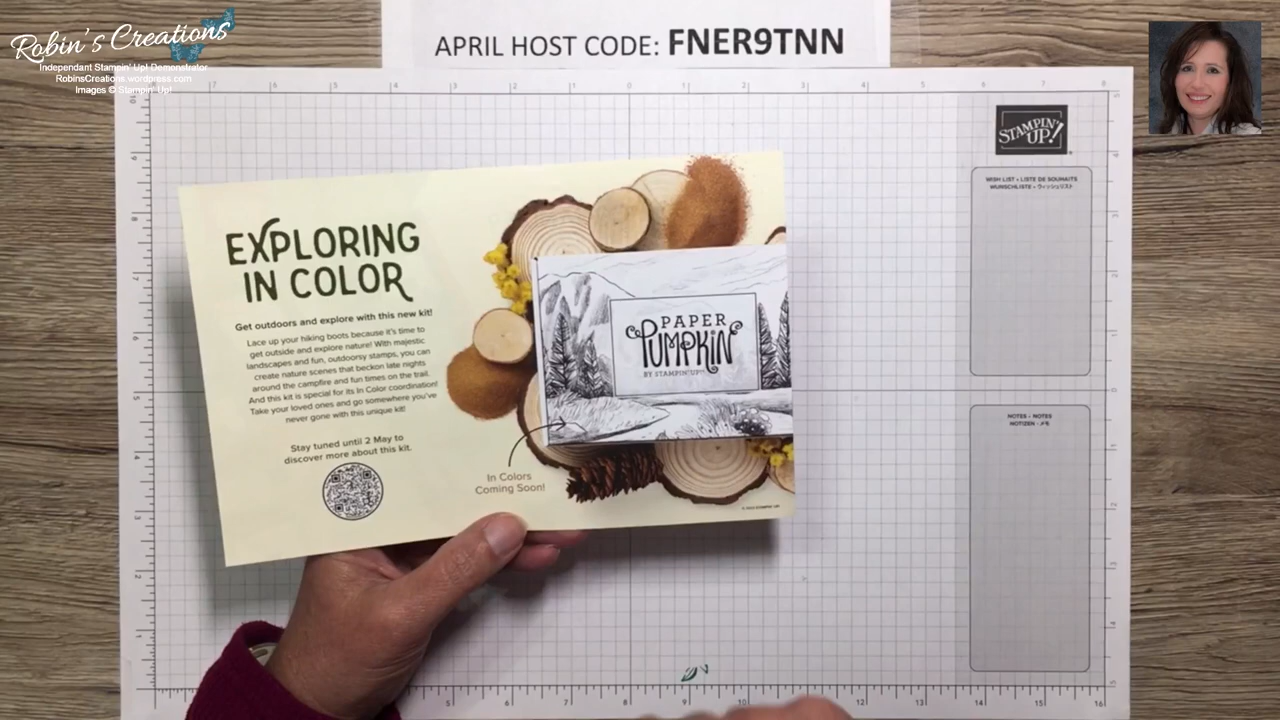 Robin's Creations
Independant Stampin' Up! Demonstrator
RobinsCreations.wordpress.com
Images © Stampin' Up!
APRIL HOST CODE: FNER9TNN
STAMPIN' UP!
WISH LIST • LISTE DE SOUHAITS
WUNSCHLISTE • ウィッシュリスト
NOTES • NOTES
NOTIZEN • メモ
EXPLORING
IN COLOR
Get outdoors and explore with this new kit!
Lace up your hiking boots because it's time to
get outside and explore nature! With majestic
landscapes and fun, outdoorsy stamps, you can
create nature scenes that beckon late nights
around the campfire and fun times on the trail.
And this kit is special for its In Color coordination!
Take your loved ones and go somewhere you've
never gone with this unique kit!
Stay tuned until 2 May to
discover more about this kit.
PAPER
PUMPKIN
BY STAMPIN' UP!
In Colors
Coming Soon!